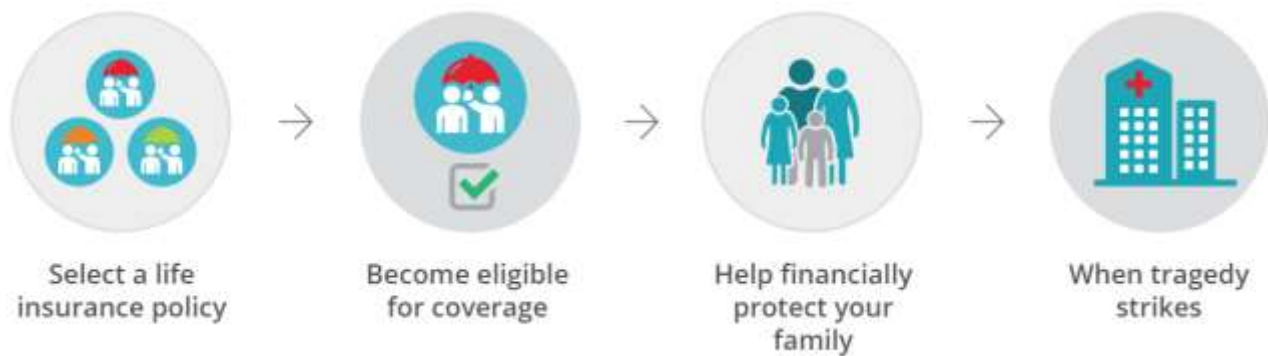 Select a life
insurance policy
Become eligible
for coverage
Help financially
protect your
family
When tragedy
strikes